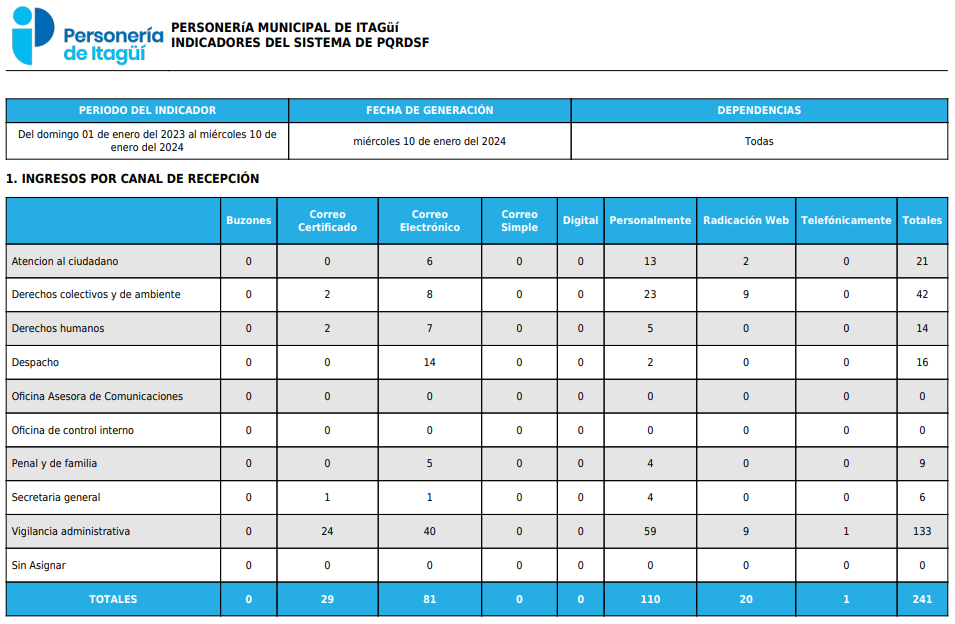 Personería
de Itagüí
PERSONERíA MUNICIPAL DE ITAGüí
INDICADORES DEL SISTEMA DE PQRDSF
PERIODO DEL INDICADOR FECHA DE GENERACIÓN DEPENDENCIAS
Del domingo 01 de enero del 2023 al miércoles 10 de
enero del 2024
miércoles 10 de enero del 2024
Todas
1. INGRESOS POR CANAL DE RECEPCIÓN
Buzones Correo Certificado Correo Electrónico Correo Simple Digital Personalmente Radicación Web Telefónicamente Totales
Atencion al ciudadano 0 0 6 0 0 13 2 0 21
Derechos colectivos y de ambiente 0 2 8 0 0 23 9 0 42
Derechos humanos 0 2 7 0 0 5 0 0 14
Despacho 0 0 14 0 0 2 0 0 16
Oficina Asesora de Comunicaciones 0 0 0 0 0 0 0 0 0
Oficina de control interno 0 0 0 0 0 0 0 0 0
Penal y de familia 0 0 5 0 0 4 0 0 9
Secretaria general 0 1 1 0 0 4 0 0 6
Vigilancia administrativa 0 24 40 0 0 59 9 1 133
Sin Asignar 0 0 0 0 0 0 0 0 0
TOTALES 0 29 81 0 0 110 20 1 241